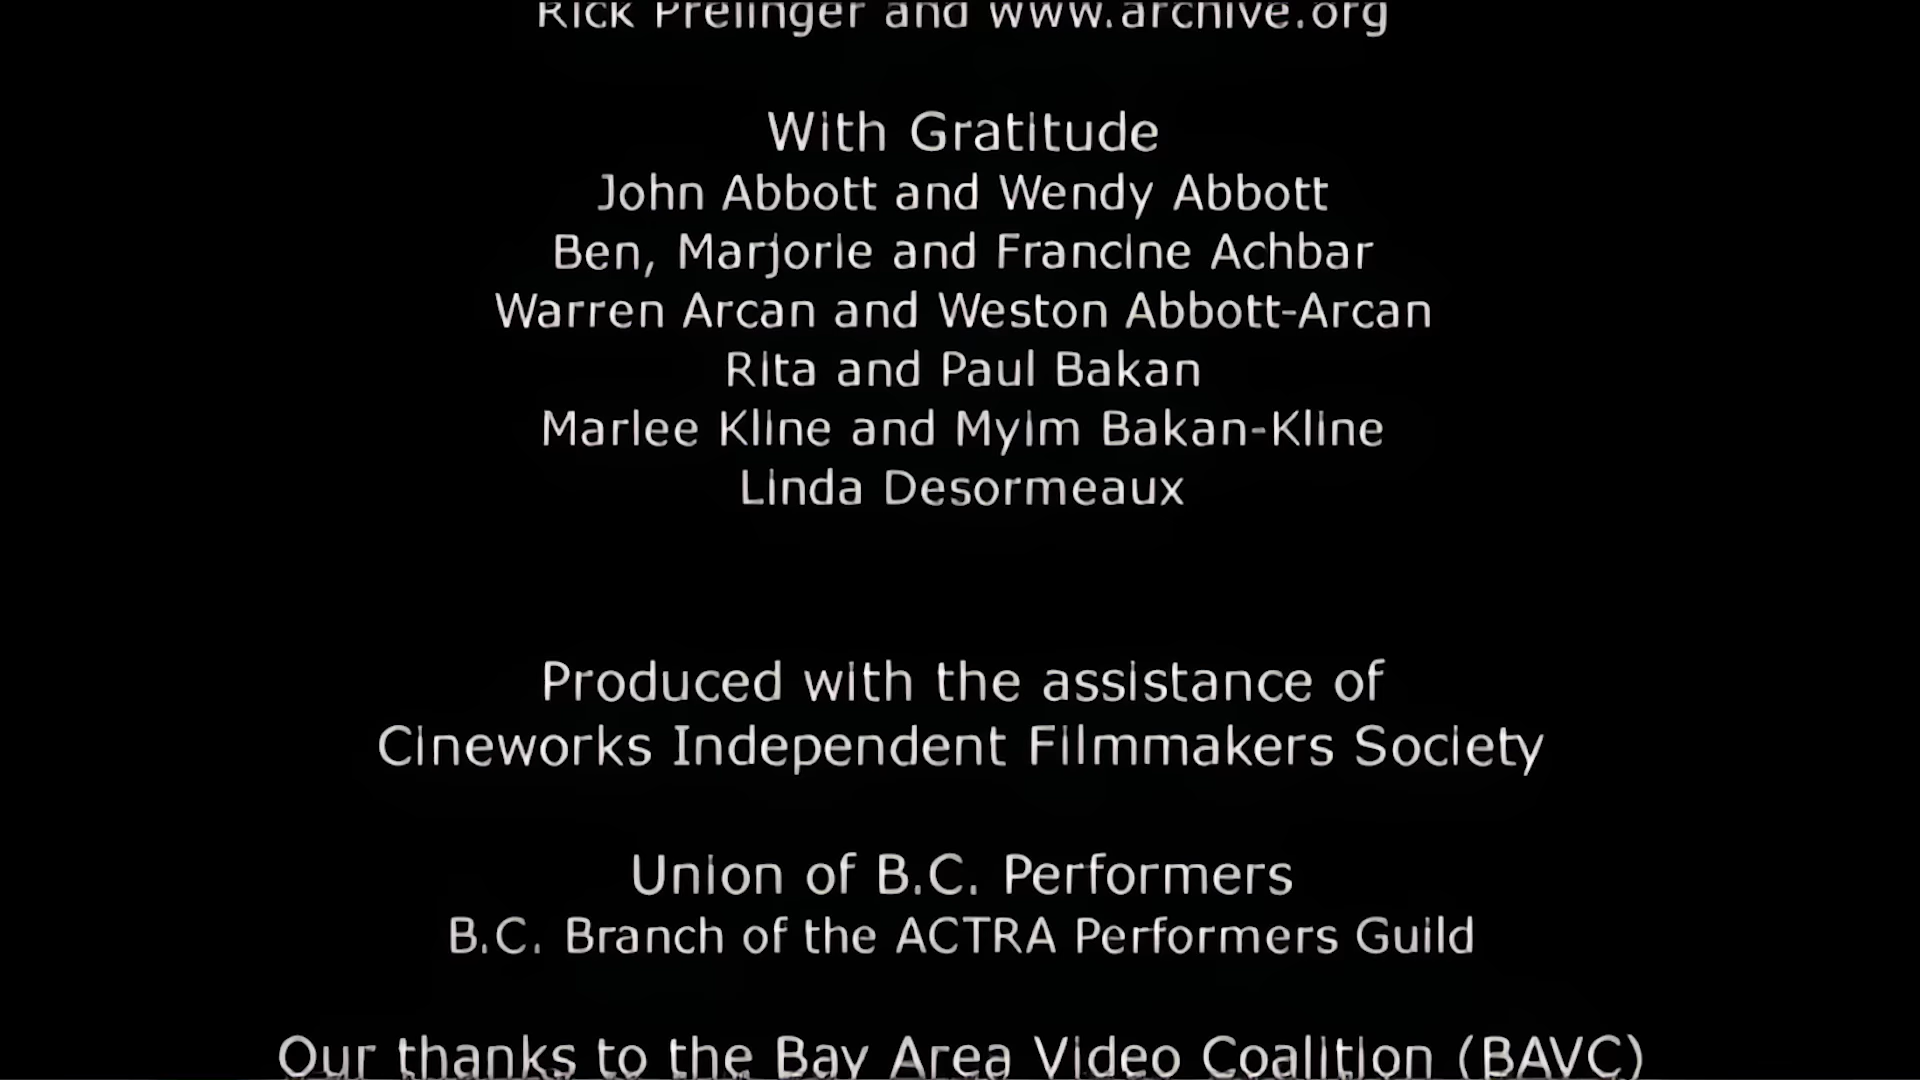 Rick Prelinger and www.archive.org
With Gratitude
John Abbott and Wendy Abbott
Ben, Marjorie and Francine Achbar
Warren Arcan and Weston Abbott-Arcan
Rita and Paul Bakan
Marlee Kline and Myim Bakan-Kline
Linda Desormeaux
Produced with the assistance of
Cineworks Independent Filmmakers Society
Union of B.C. Performers
B.C. Branch of the ACTRA Performers Guild
Our thanks to the Bay Area Video Coalition (BAVC)